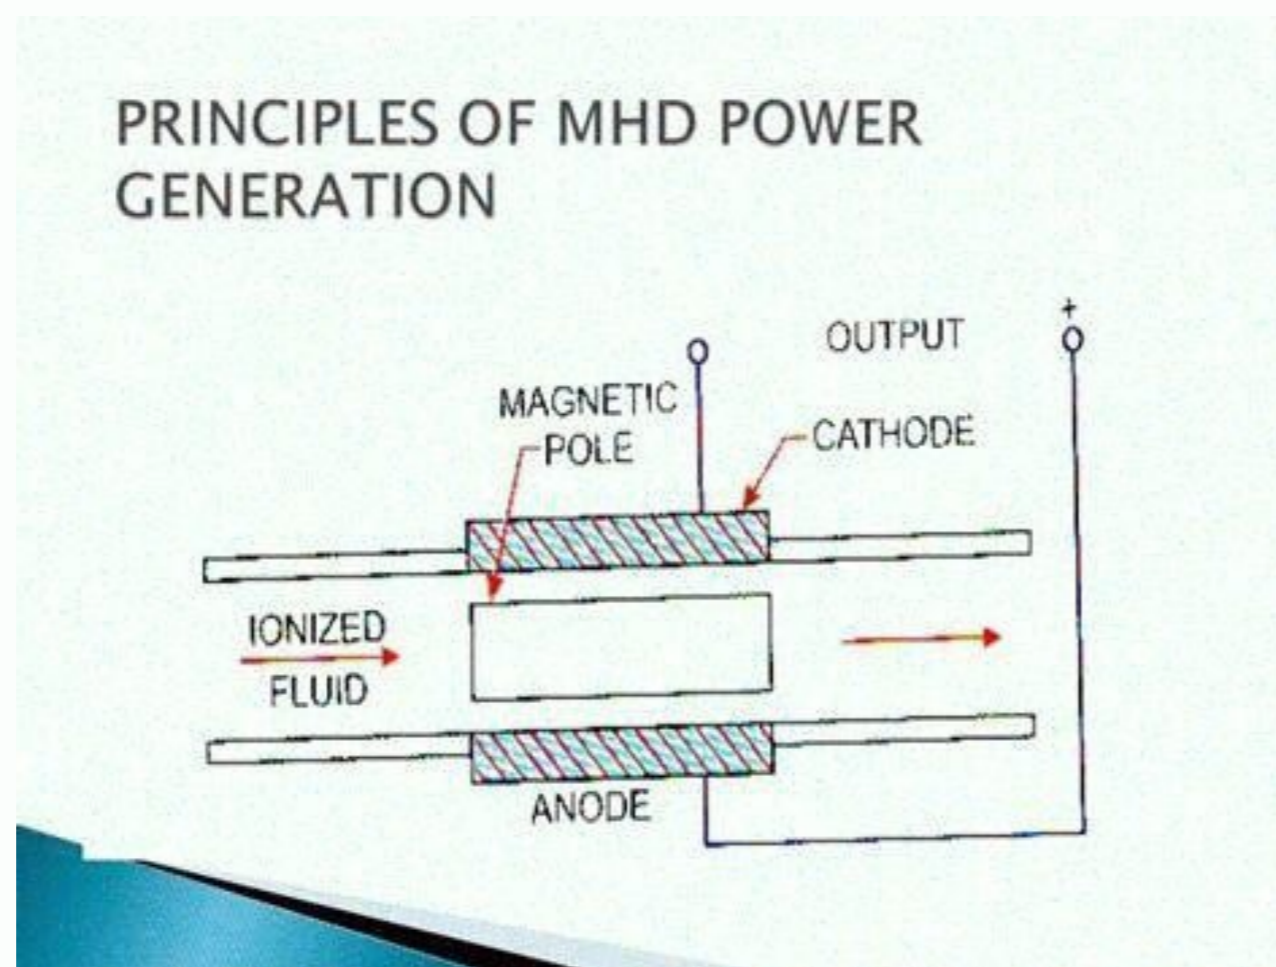 PRINCIPLES OF MHD POWER
GENERATION
+
OUTPUT
MAGNETIC
POLE
CATHODE
IONIZED
FLUID
ANODE